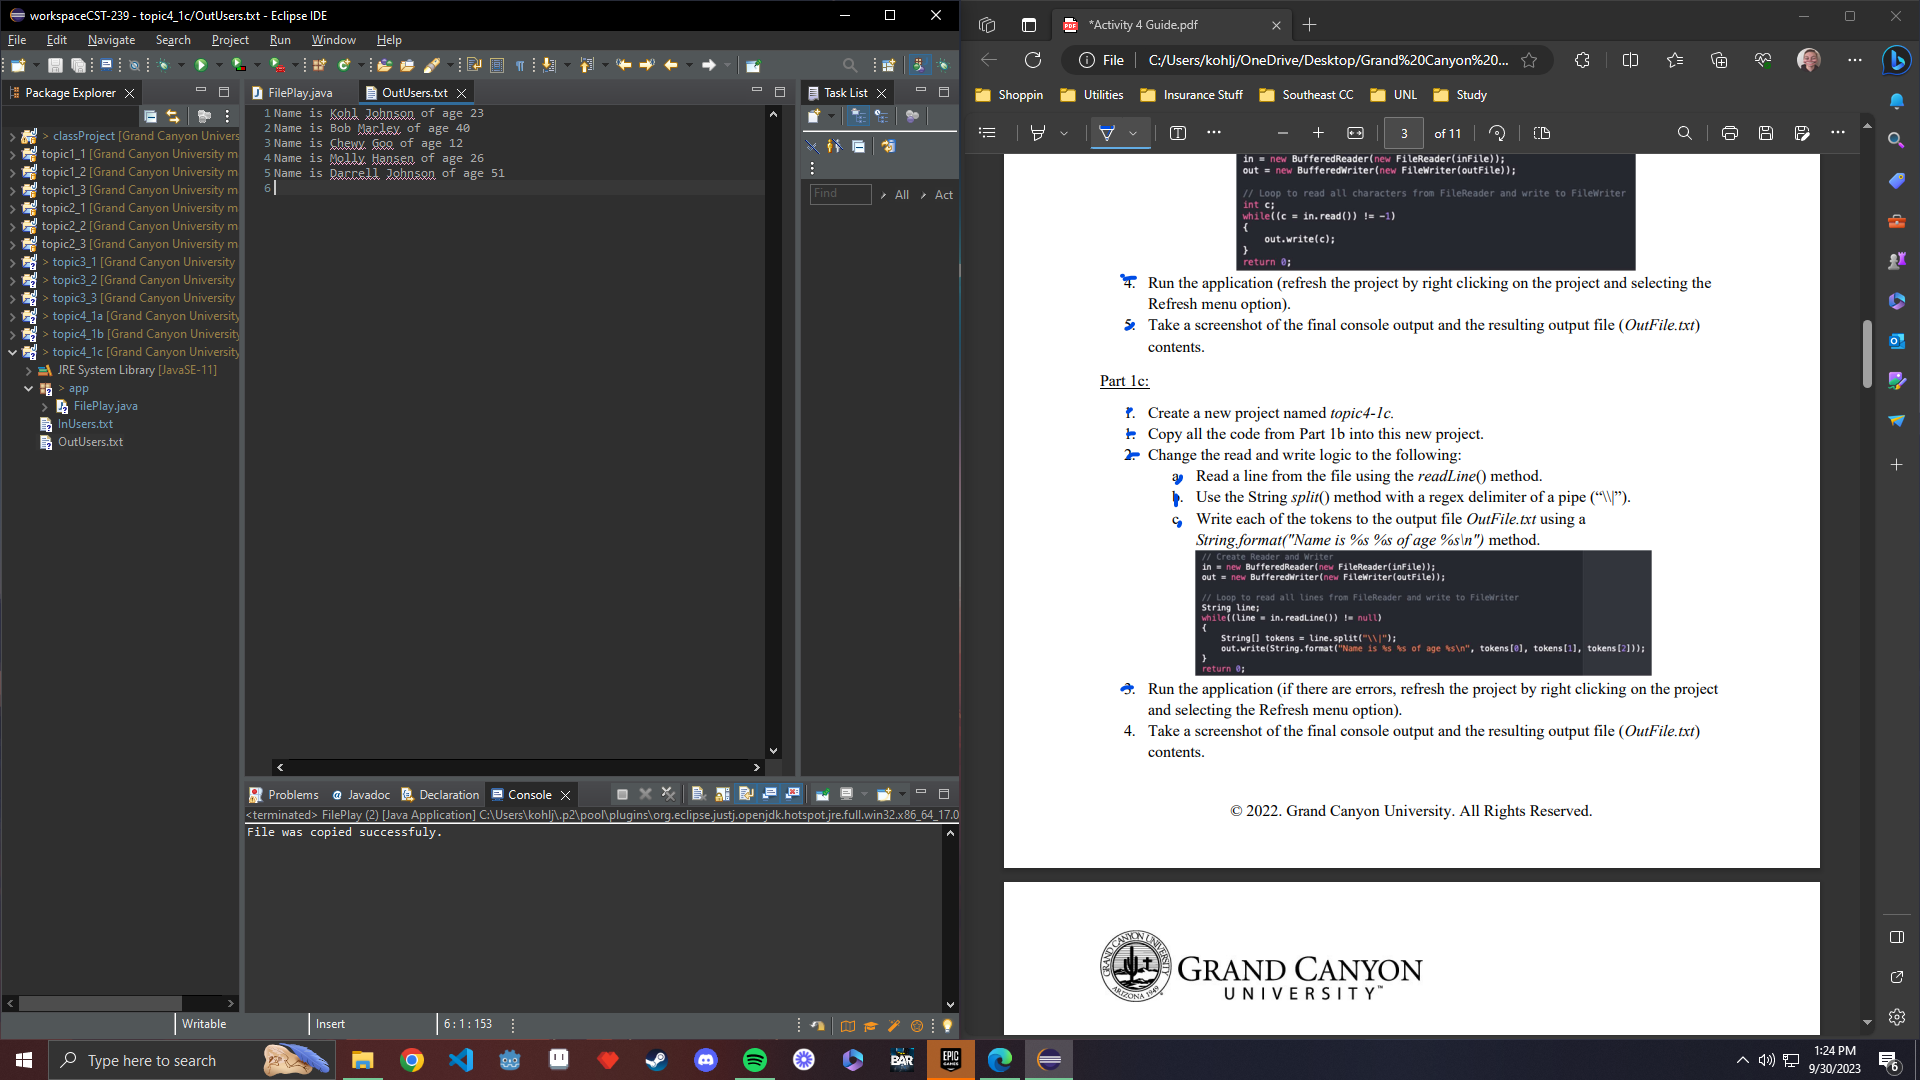 workspaceCST-239 - topic4_1c/OutUsers.txt - Eclipse IDE
File Edit Navigate Search Project Run Window Help
Package Explorer
> classProject [Grand Canyon Univers
topic1_1 [Grand Canyon University m
topic1_2 [Grand Canyon University m
topic1_3 [Grand Canyon University m
topic2_1 [Grand Canyon University m
topic2_2 [Grand Canyon University m
topic2_3 [Grand Canyon University m
> topic3_1 [Grand Canyon University
> topic3_2 [Grand Canyon University
> topic3_3 [Grand Canyon University
> topic4_1a [Grand Canyon University
> topic4_1b [Grand Canyon University
> topic4_1c [Grand Canyon University
JRE System Library [JavaSE-11]
> app
FilePlay.java
InUsers.txt
OutUsers.txt
FilePlay.java OutUsers.txt
1 Name is Kohl Johnson of age 23
2 Name is Bob Marley of age 40
3 Name is Chewy Goo of age 12
4 Name is Molly Hansen of age 26
5 Name is Darrell Johnson of age 51
6
Task List
Find All Act
Problems Javadoc Declaration Console
<terminated> FilePlay (2) [Java Application] C:\Users\kohlj\.p2\pool\plugins\org.eclipse.justj.openjdk.hotspot.jre.full.win32.x86_64_17.0
File was copied successfuly.
Writable Insert 6 : 1 : 153
*Activity 4 Guide.pdf
File C:/Users/kohlj/OneDrive/Desktop/Grand%20Canyon%20...
Shoppin Utilities Insurance Stuff Southeast CC UNL Study
3 of 11
in = new BufferedReader(new FileReader(inFile));
out = new BufferedWriter(new FileWriter(outFile));
// Loop to read all characters from FileReader and write to FileWriter
int c;
while((c = in.read()) != -1)
{
out.write(c);
}
return 0;
4. Run the application (refresh the project by right clicking on the project and selecting the
Refresh menu option).
5. Take a screenshot of the final console output and the resulting output file (OutFile.txt)
contents.
Part 1c:
1. Create a new project named topic4-1c.
1. Copy all the code from Part 1b into this new project.
2. Change the read and write logic to the following:
a. Read a line from the file using the readLine() method.
b. Use the String split() method with a regex delimiter of a pipe (“\\|”).
c. Write each of the tokens to the output file OutFile.txt using a
String.format("Name is %s %s of age %s\n") method.
// Create Reader and Writer
in = new BufferedReader(new FileReader(inFile));
out = new BufferedWriter(new FileWriter(outFile));
// Loop to read all lines from FileReader and write to FileWriter
String line;
while((line = in.readLine()) != null)
{
String[] tokens = line.split("\\|");
out.write(String.format("Name is %s %s of age %s\n", tokens[0], tokens[1], tokens[2]));
}
return 0;
3. Run the application (if there are errors, refresh the project by right clicking on the project
and selecting the Refresh menu option).
4. Take a screenshot of the final console output and the resulting output file (OutFile.txt)
contents.
© 2022. Grand Canyon University. All Rights Reserved.
GRAND CANYON
UNIVERSITY™
Type here to search
BAR
EPIC GAMES
1:24 PM
9/30/2023
6